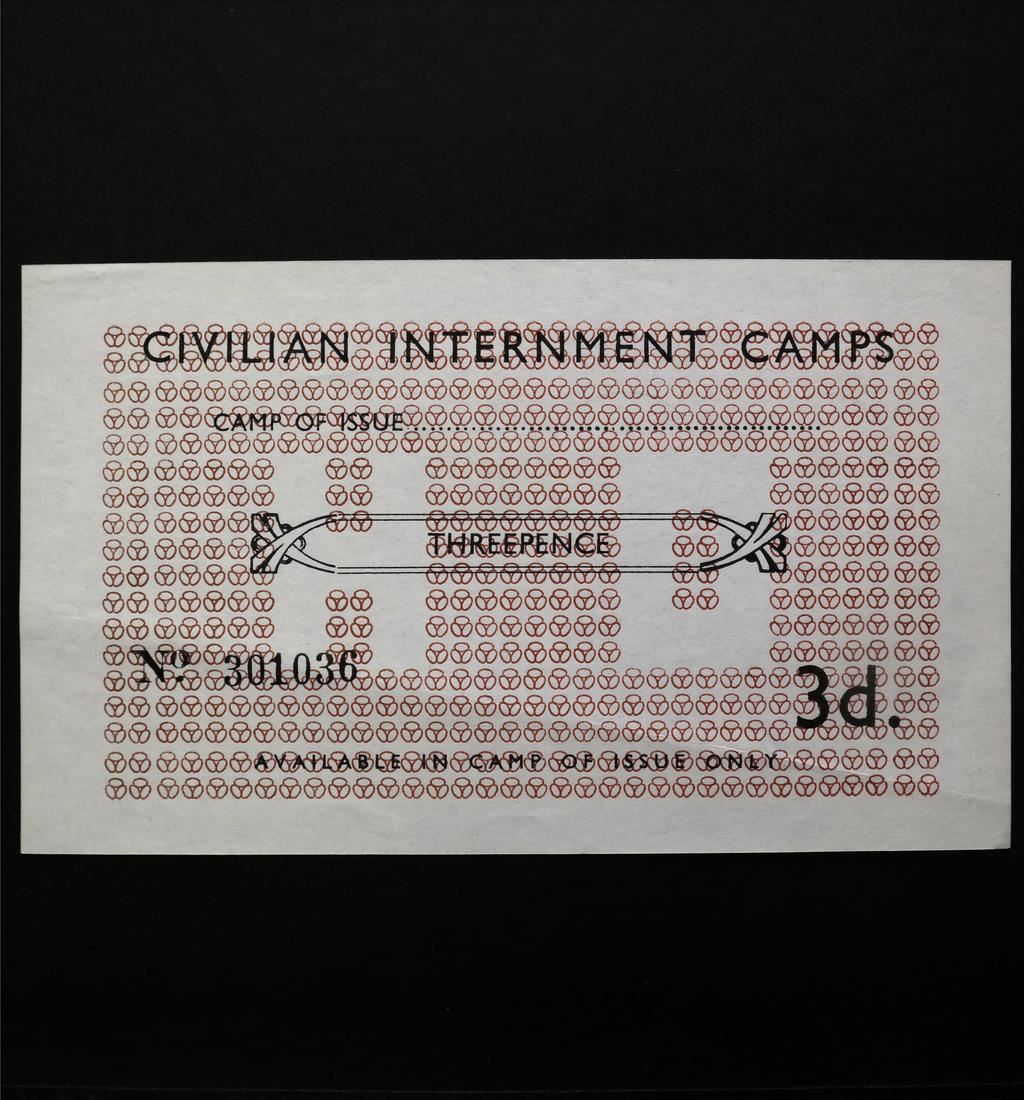 CIVILIAN INTERNMENT CAMPS
CAMP OF ISSUE........................................................
THREEPENCE
Nº 301036
3d.
AVAILABLE IN CAMP OF ISSUE ONLY